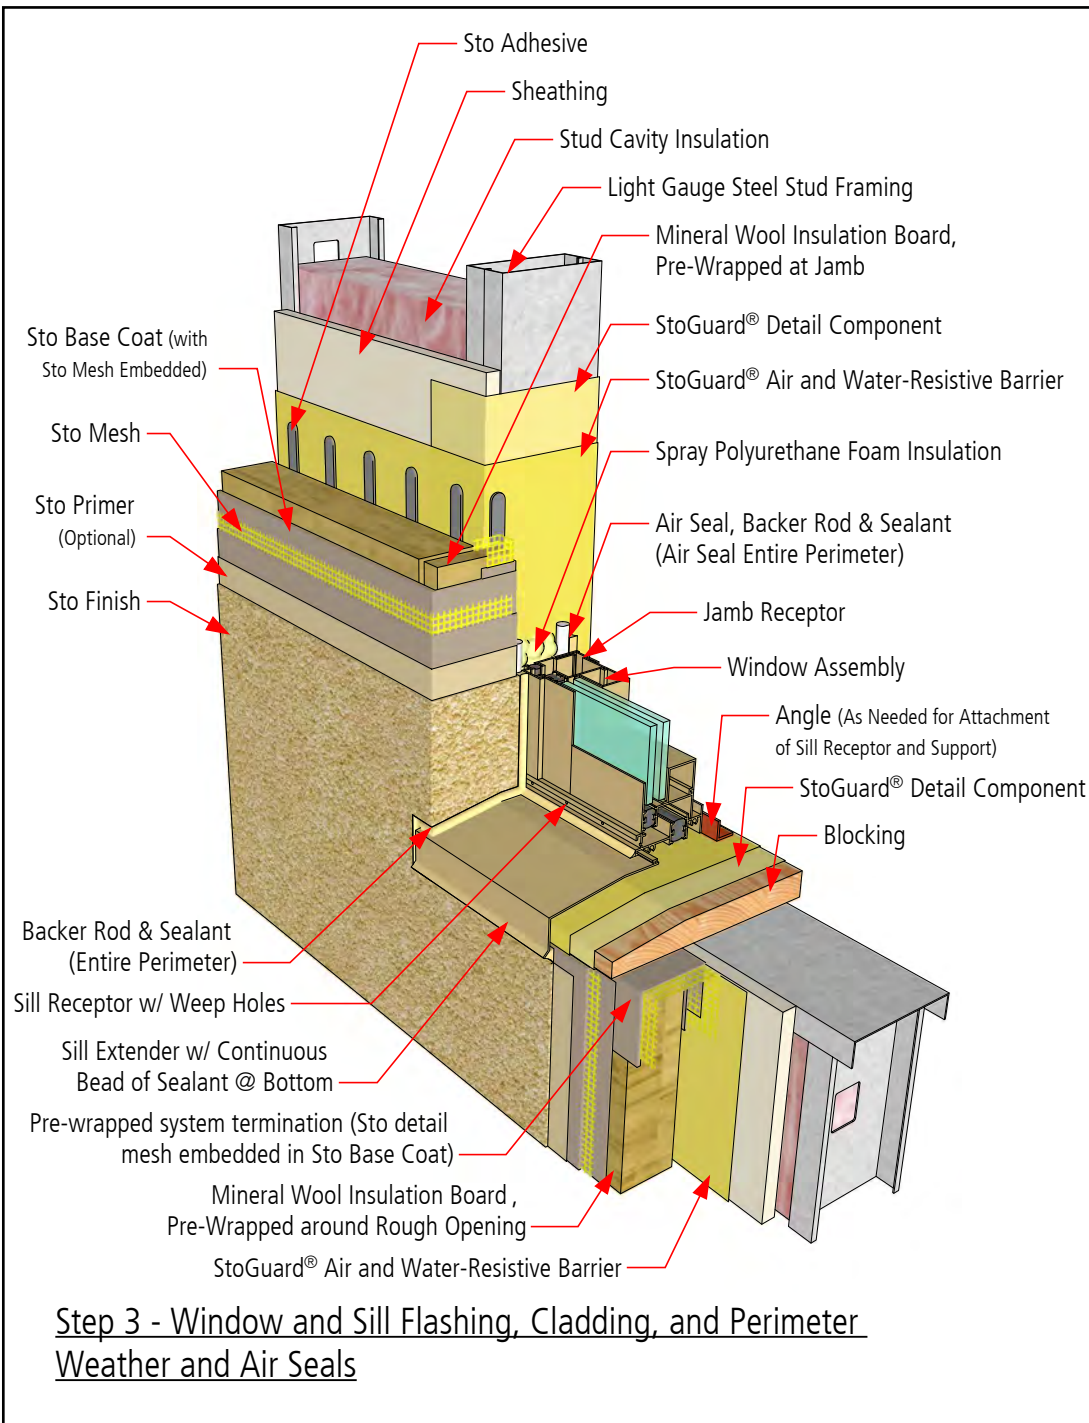 Sto Adhesive
Sheathing
Stud Cavity Insulation
Light Gauge Steel Stud Framing
Mineral Wool Insulation Board,
Pre-Wrapped at Jamb
StoGuard® Detail Component
StoGuard® Air and Water-Resistive Barrier
Spray Polyurethane Foam Insulation
Air Seal, Backer Rod & Sealant
(Air Seal Entire Perimeter)
Jamb Receptor
Window Assembly
Angle (As Needed for Attachment
of Sill Receptor and Support)
StoGuard® Detail Component
Blocking
Sto Base Coat (with
Sto Mesh Embedded)
Sto Mesh
Sto Primer
(Optional)
Sto Finish
Backer Rod & Sealant
(Entire Perimeter)
Sill Receptor w/ Weep Holes
Sill Extender w/ Continuous
Bead of Sealant @ Bottom
Pre-wrapped system termination (Sto detail
mesh embedded in Sto Base Coat)
Mineral Wool Insulation Board ,
Pre-Wrapped around Rough Opening
StoGuard® Air and Water-Resistive Barrier
Step 3 - Window and Sill Flashing, Cladding, and Perimeter
Weather and Air Seals